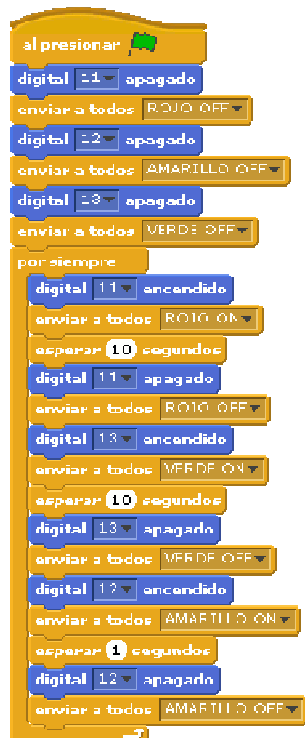 al presionar
digital 11 apagado
enviar a todos ROJO OFF
digital 12 apagado
enviar a todos AMARILLO OFF
digital 13 apagado
enviar a todos VERDE OFF
por siempre
digital 11 encendido
enviar a todos ROJO ON
esperar 10 segundos
digital 11 apagado
enviar a todos ROJO OFF
digital 13 encendido
enviar a todos VERDE ON
esperar 10 segundos
digital 13 apagado
enviar a todos VERDE OFF
digital 12 encendido
enviar a todos AMARILLO ON
esperar 1 segundos
digital 12 apagado
enviar a todos AMARILLO OFF